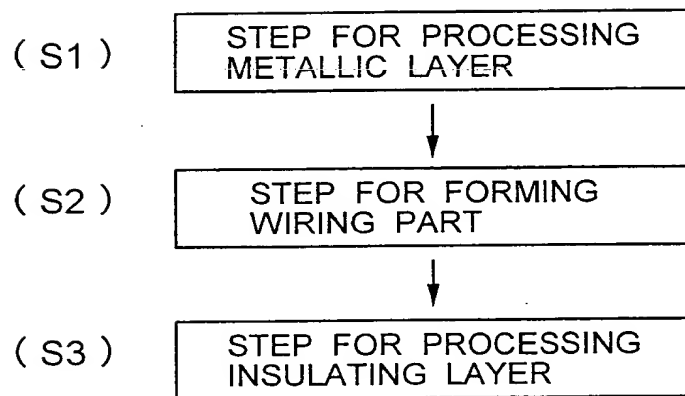 ( S1 )
STEP FOR PROCESSING
METALLIC LAYER
( S2 )
STEP FOR FORMING
WIRING PART
( S3 )
STEP FOR PROCESSING
INSULATING LAYER